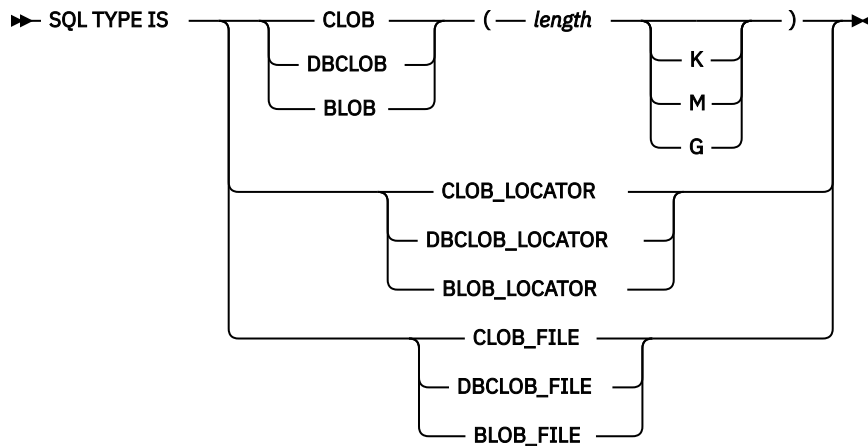 SQL TYPE IS CLOB ( length )
DBCLOB K
BLOB M
G
CLOB_LOCATOR
DBCLOB_LOCATOR
BLOB_LOCATOR
CLOB_FILE
DBCLOB_FILE
BLOB_FILE